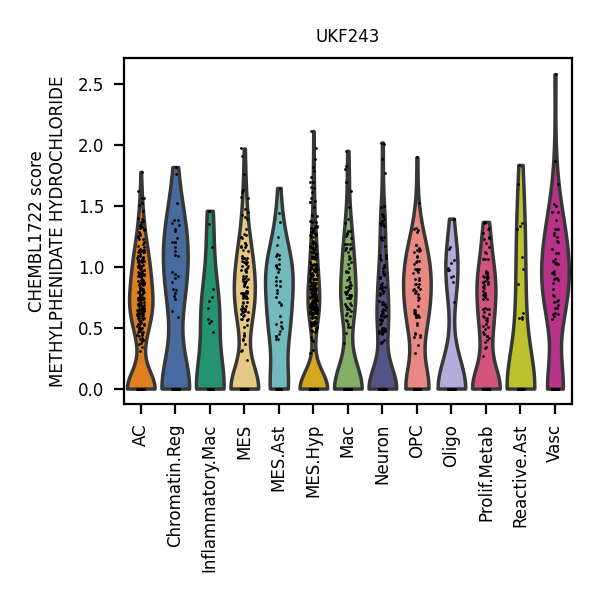 UKF243
CHEMBL1722 score
METHYLPHENIDATE HYDROCHLORIDE
2.5
2.0
1.5
1.0
0.5
0.0
AC
Chromatin.Reg
Inflammatory.Mac
MES
MES.Ast
MES.Hyp
Mac
Neuron
OPC
Oligo
Prolif.Metab
Reactive.Ast
Vasc